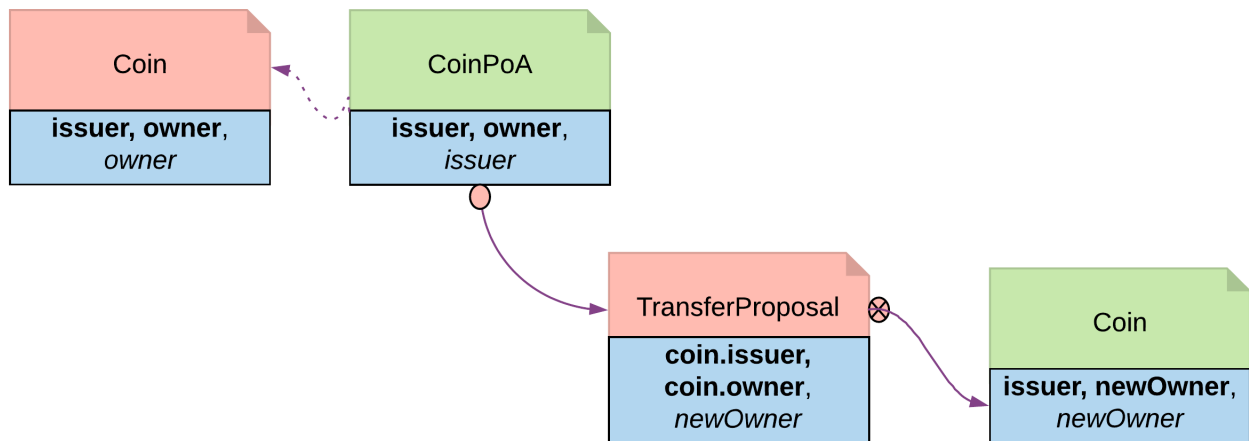 Coin
issuer, owner,
owner
CoinPoA
issuer, owner,
issuer
TransferProposal
coin.issuer,
coin.owner,
newOwner
Coin
issuer, newOwner,
newOwner